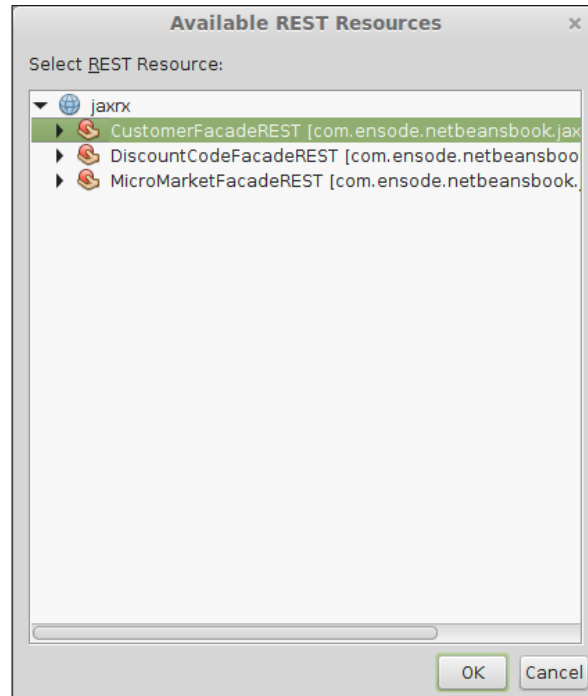 Available REST Resources
Select REST Resource:
jaxrx
CustomerFacadeREST [com.ensode.netbeansbook.jax
DiscountCodeFacadeREST [com.ensode.netbeansboo
MicroMarketFacadeREST [com.ensode.netbeansbook.j
OK
Cancel